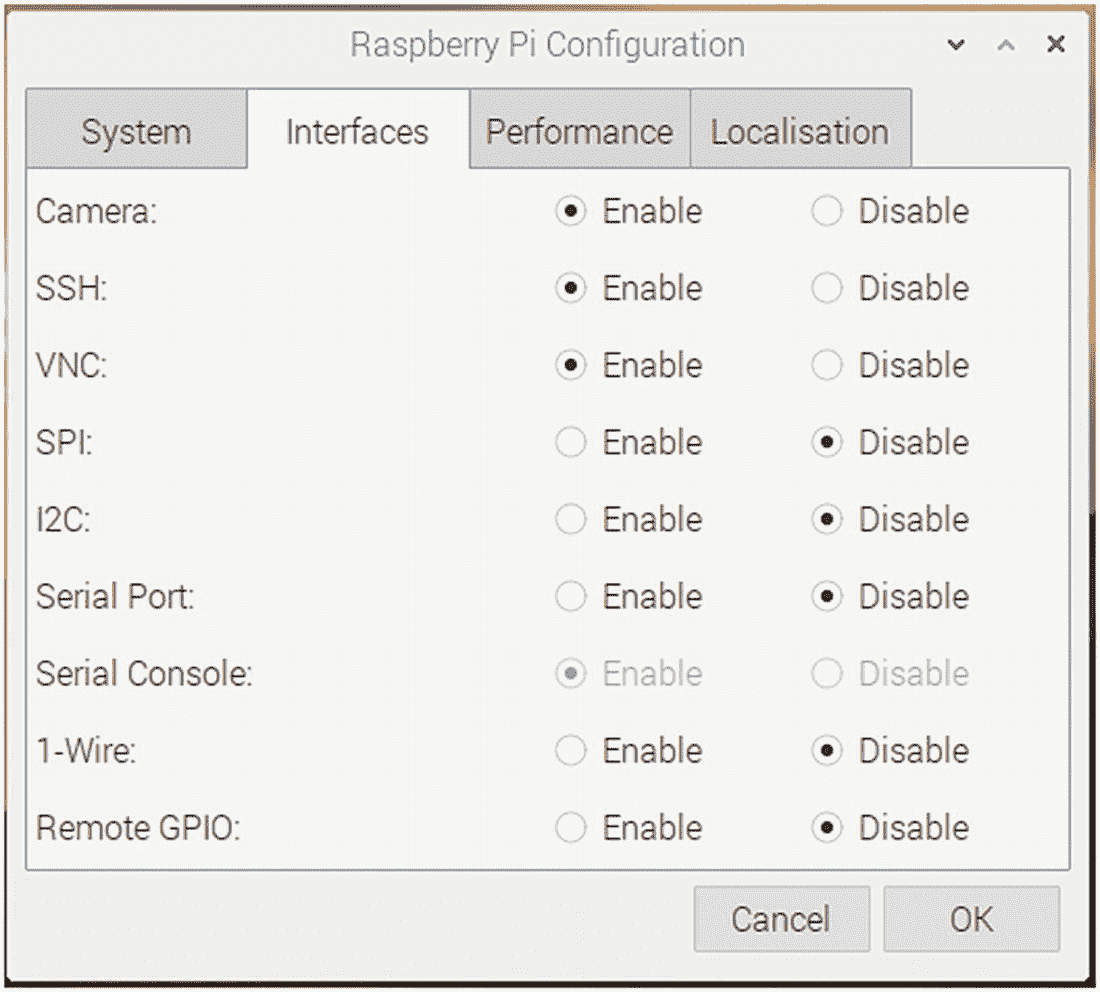 Raspberry Pi Configuration
System Interfaces Performance Localisation
Camera: Enable Disable
SSH: Enable Disable
VNC: Enable Disable
SPI: Enable Disable
I2C: Enable Disable
Serial Port: Enable Disable
Serial Console: Enable Disable
1-Wire: Enable Disable
Remote GPIO: Enable Disable
Cancel OK